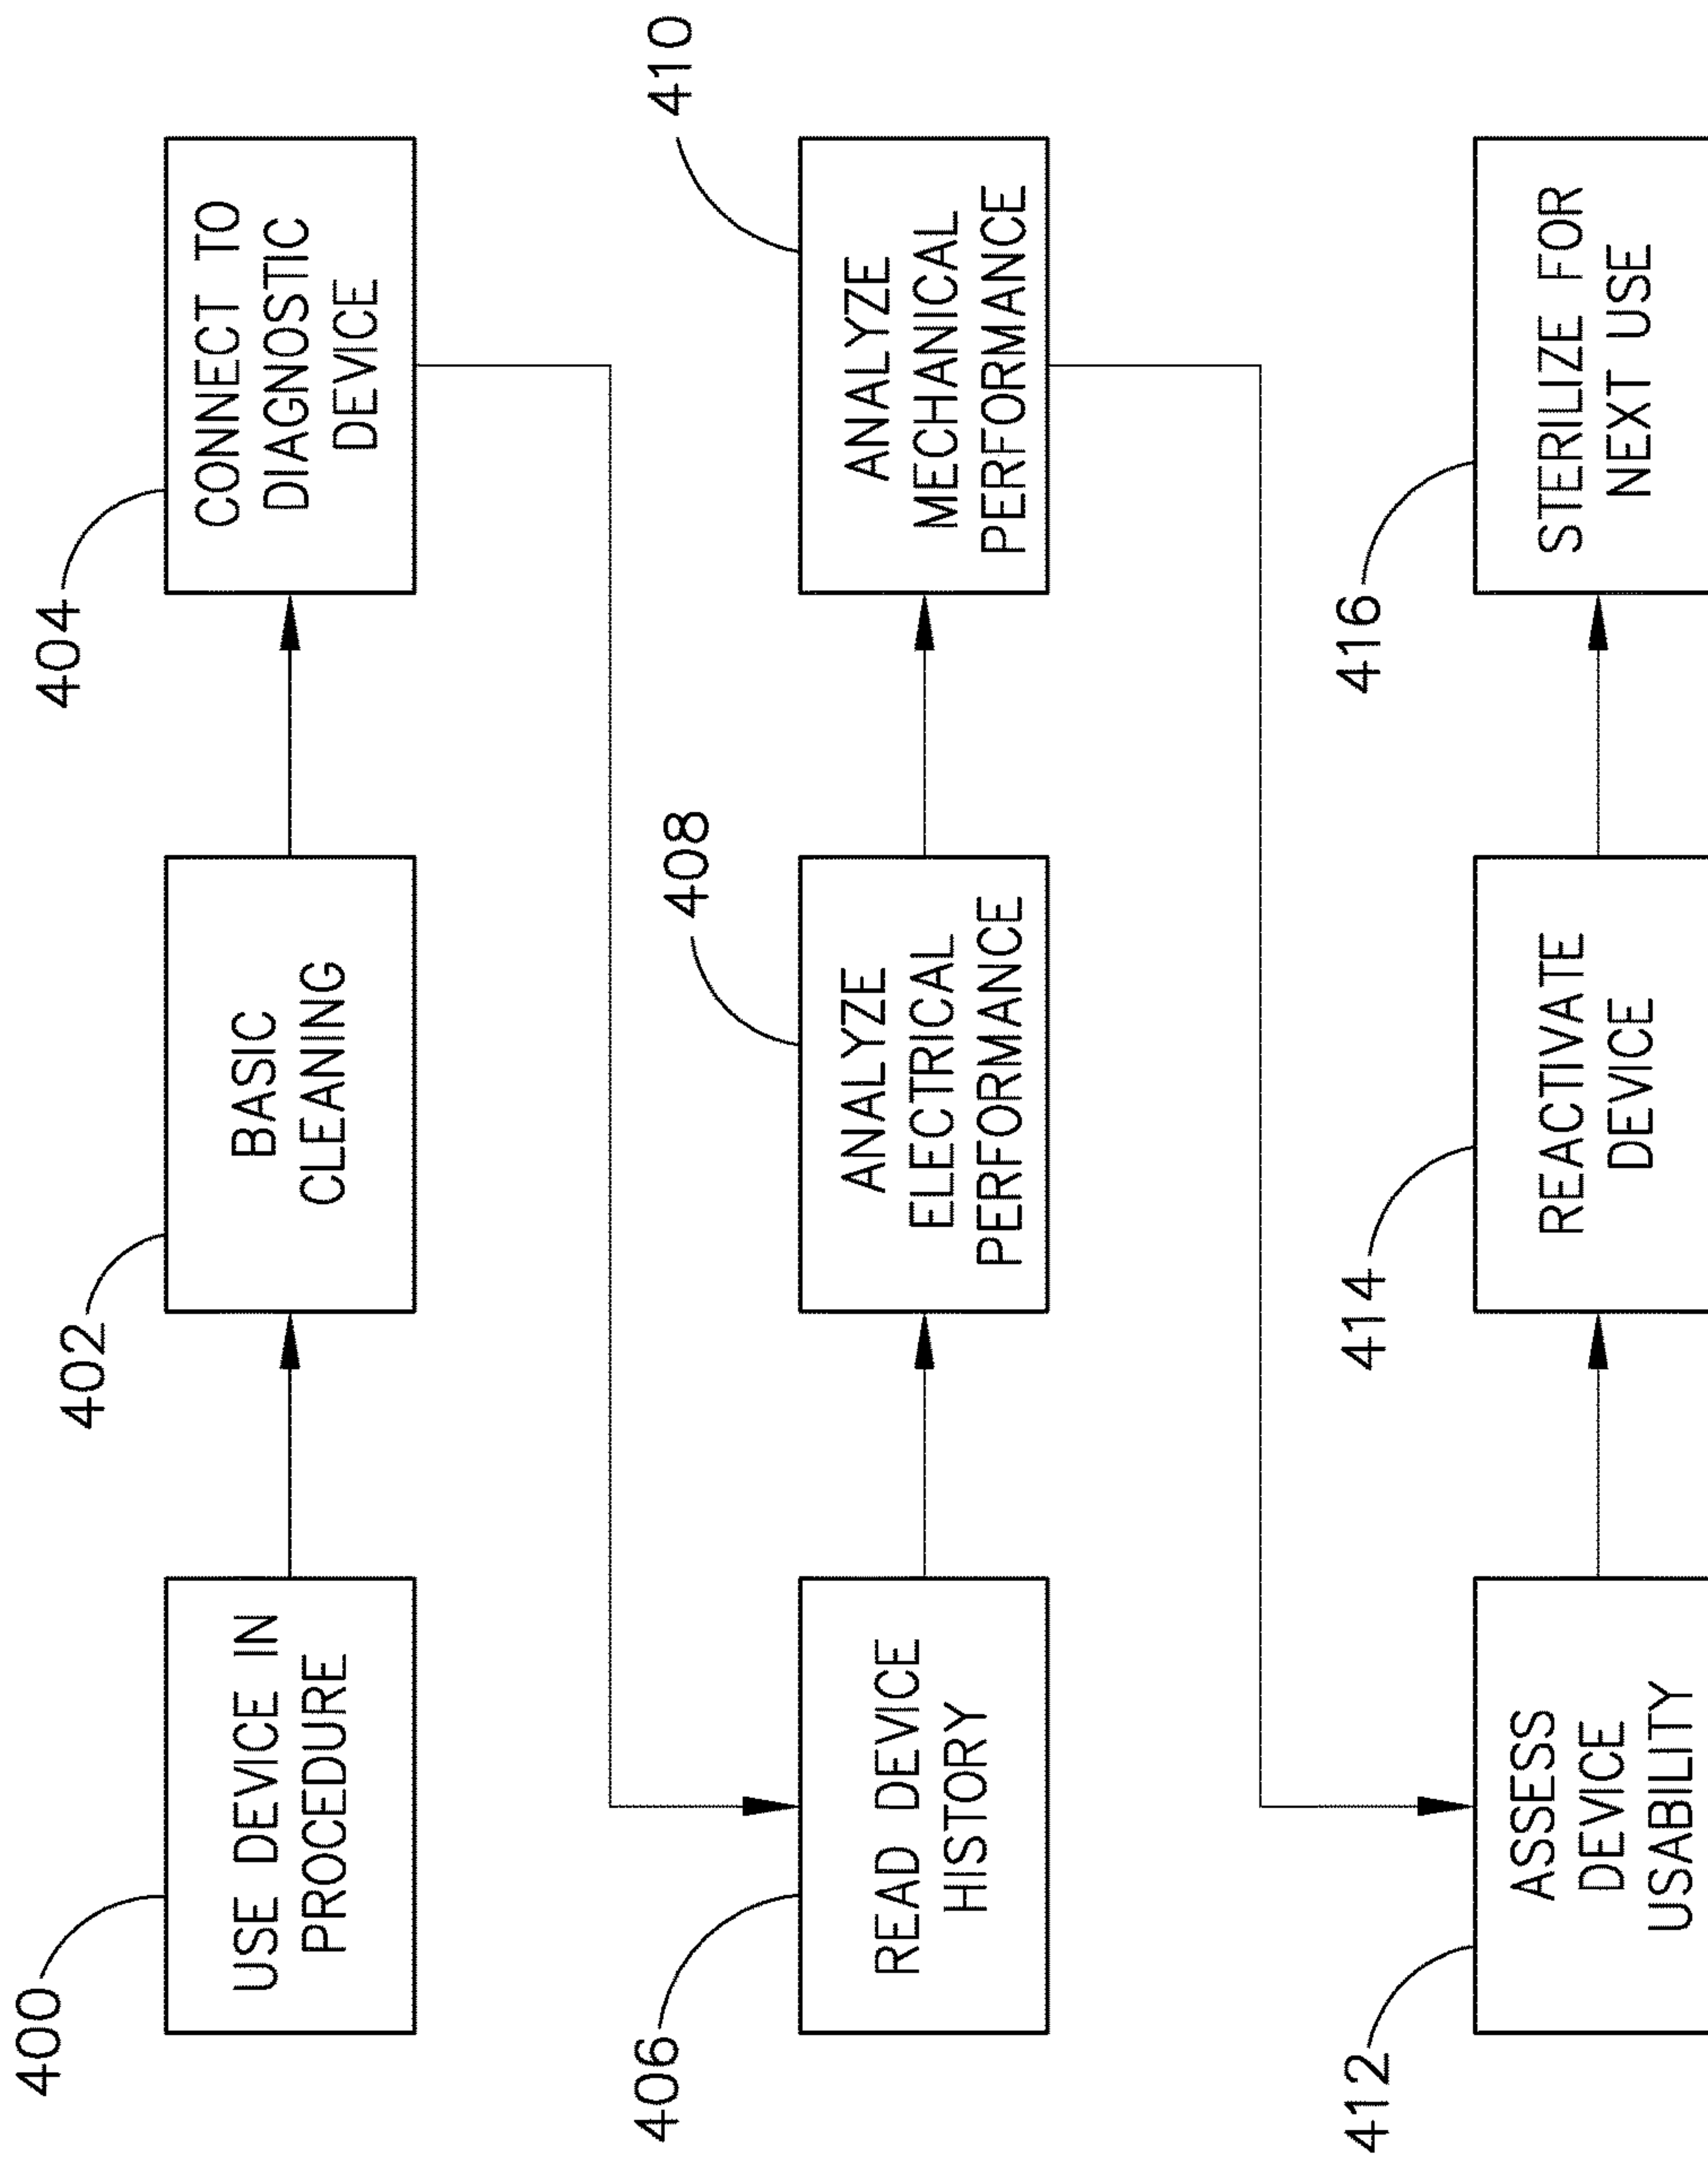 400
USE DEVICE IN
PROCEDURE
402
BASIC
CLEANING
404
CONNECT TO
DIAGNOSTIC
DEVICE
406
READ DEVICE
HISTORY
408
ANALYZE
ELECTRICAL
PERFORMANCE
410
ANALYZE
MECHANICAL
PERFORMANCE
412
ASSESS
DEVICE
USABILITY
414
REACTIVATE
DEVICE
416
STERILIZE FOR
NEXT USE